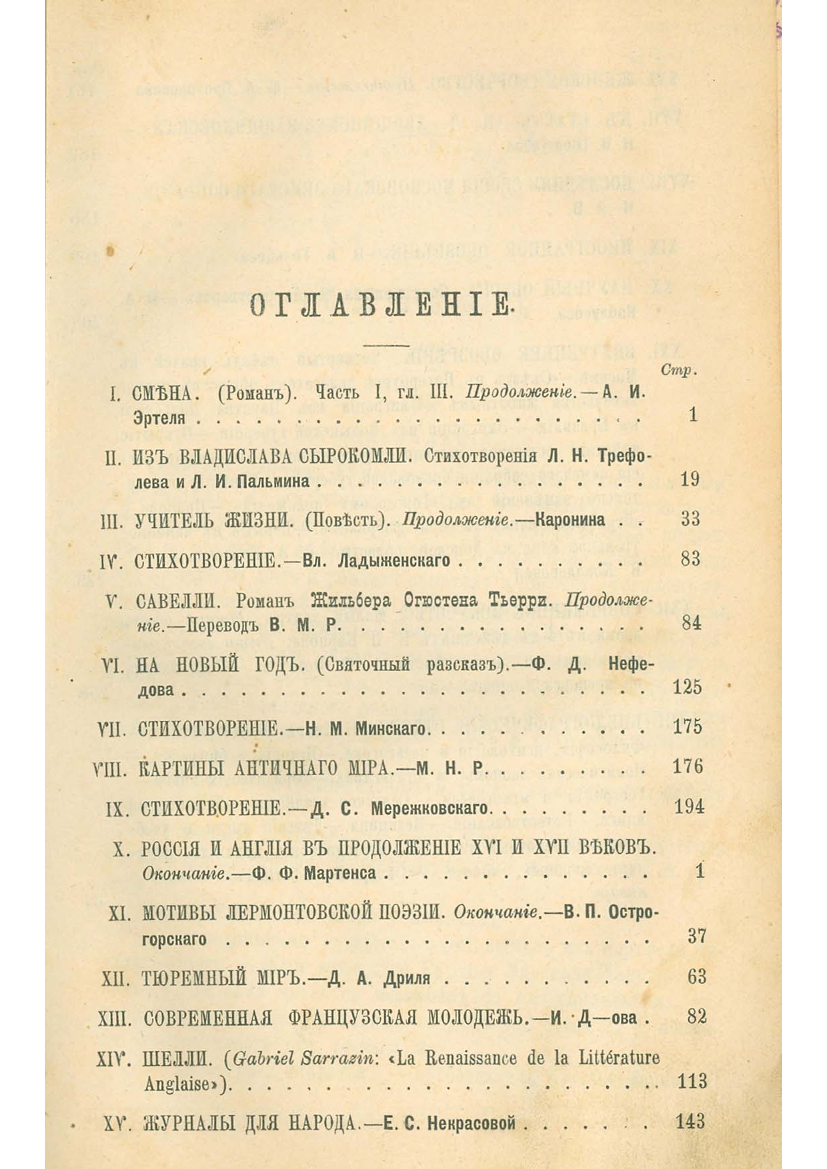 ОГЛАВЛЕНІЕ.
Стр.
I. СМѢНА. (Романъ). Часть I, гл. III. Продолженіе.—А. И.
Эртеля . . . . . . . . . . . . . . . . . . . . . . 1
II. ИЗЪ ВЛАДИСЛАВА СЫРОКОМЛИ. Стихотворенія Л. Н. Трефо-
лева и Л. И. Пальмина . . . . . . . . . . . . . . . . 19
III. УЧИТЕЛЬ ЖИЗНИ. (Повѣсть). Продолженіе.—Каронина . . 33
IV. СТИХОТВОРЕНІЕ.—Вл. Ладыженскаго . . . . . . . . . . 83
V. САВЕЛЛИ. Романъ Жильбера Огюстена Тьерри. Продолже-
ніе.—Переводъ В. М. Р. . . . . . . . . . . . . . . . 84
VI. НА НОВЫЙ ГОДЪ. (Святочный разсказъ).—Ф. Д. Нефе-
дова . . . . . . . . . . . . . . . . . . . . . . . 125
VII. СТИХОТВОРЕНІЕ.—Н. М. Минскаго. . . . . . . . . . . 175
VIII. КАРТИНЫ АНТИЧНАГО МІРА.—М. Н. Р. . . . . . . . . 176
IX. СТИХОТВОРЕНІЕ.—Д. С. Мережковскаго. . . . . . . . . 194
X. РОССІЯ И АНГЛІЯ ВЪ ПРОДОЛЖЕНІЕ XVI И XVII ВѢКОВЪ.
Окончаніе.—Ф. Ф. Мартенса . . . . . . . . . . . . . 1
XI. МОТИВЫ ЛЕРМОНТОВСКОЙ ПОЭЗІИ. Окончаніе.—В. П. Остро-
горскаго . . . . . . . . . . . . . . . . . . . . . 37
XII. ТЮРЕМНЫЙ МІРЪ.—Д. А. Дриля . . . . . . . . . . . 63
XIII. СОВРЕМЕННАЯ ФРАНЦУЗСКАЯ МОЛОДЕЖЬ.—И. Д—ова . 82
XIV. ШЕЛЛИ. (Gabriel Sarrazin: «La Renaissance de la Littérature
Anglaise»). . . . . . . . . . . . . . . . . . . . . 113
XV. ЖУРНАЛЫ ДЛЯ НАРОДА.—Е. С. Некрасовой . . . . . . . 143